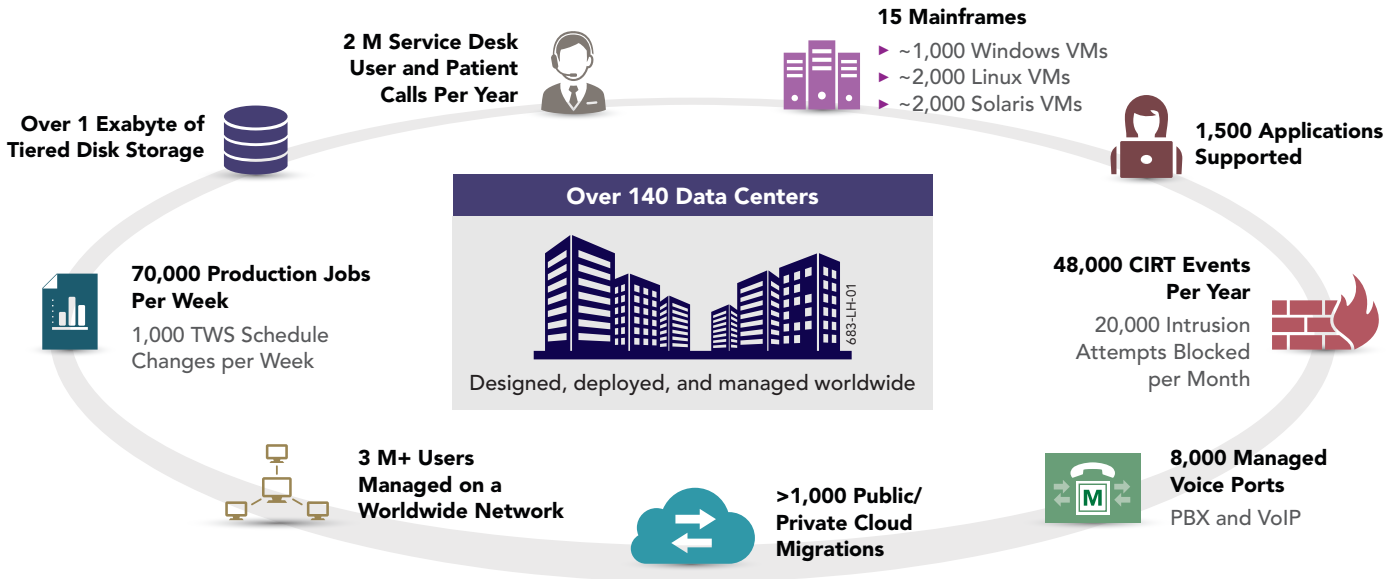 2 M Service Desk
User and Patient
Calls Per Year
15 Mainframes
~1,000 Windows VMs
~2,000 Linux VMs
~2,000 Solaris VMs
Over 1 Exabyte of
Tiered Disk Storage
1,500 Applications
Supported
Over 140 Data Centers
683-LH-01
Designed, deployed, and managed worldwide
70,000 Production Jobs
Per Week
1,000 TWS Schedule
Changes per Week
48,000 CIRT Events
Per Year
20,000 Intrusion
Attempts Blocked
per Month
3 M+ Users
Managed on a
Worldwide Network
>1,000 Public/
Private Cloud
Migrations
M
8,000 Managed
Voice Ports
PBX and VoIP